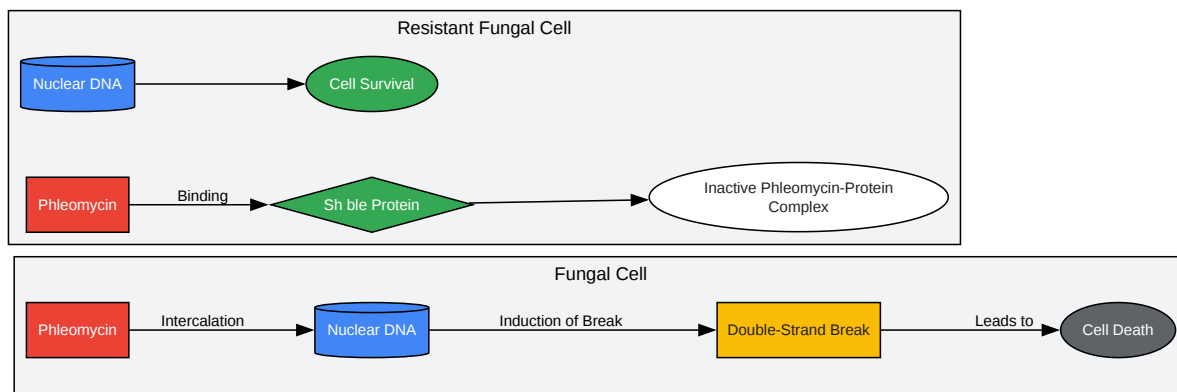 Resistant Fungal Cell
Nuclear DNA
Cell Survival
Phleomycin
Binding
Sh ble Protein
Inactive Phleomycin-Protein
Complex
Fungal Cell
Phleomycin
Intercalation
Nuclear DNA
Induction of Break
Double-Strand Break
Leads to
Cell Death